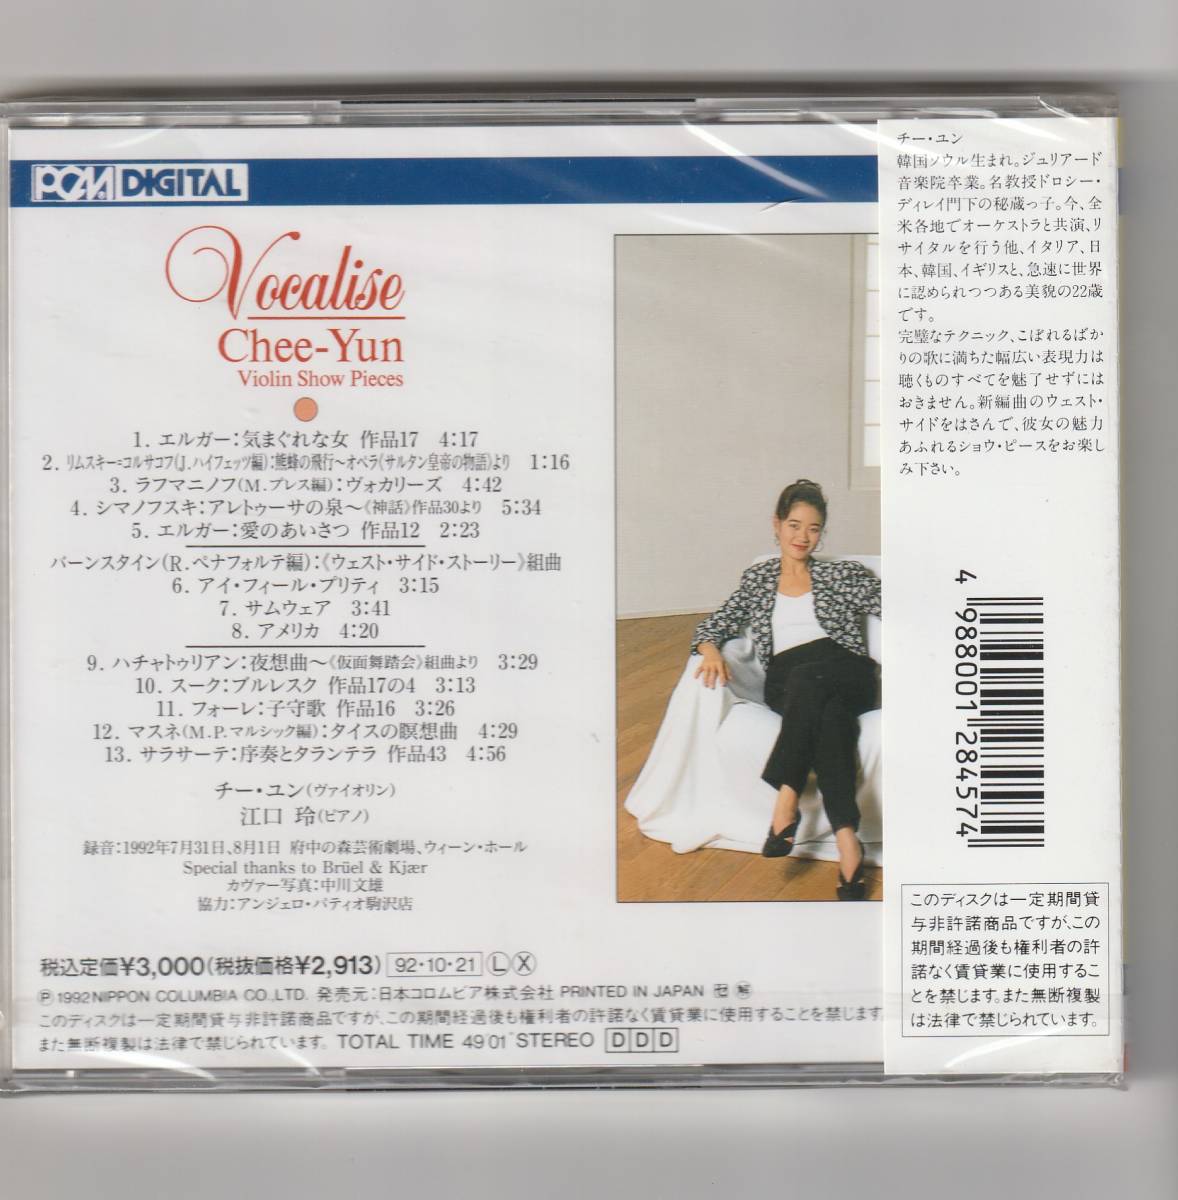 PCM DIGITAL
Vocalise
Chee-Yun
Violin Show Pieces
1. エルガー：気まぐれな女 作品17 4：17
2. リムスキー=コルサコフ（J. ハイフェッツ編）：熊蜂の飛行～オペラ《サルタン皇帝の物語》より 1：16
3. ラフマニノフ（M. プレス編）：ヴォカリーズ 4：42
4. シマノフスキ：アレトゥーサの泉～《神話》作品30より 5：34
5. エルガー：愛のあいさつ 作品12 2：23
バーンスタイン（R. ペナフォルテ編）：《ウェスト・サイド・ストーリー》組曲
6. アイ・フィール・プリティ 3：15
7. サムウェア 3：41
8. アメリカ 4：20
9. ハチャトゥリアン：夜想曲～《仮面舞踏会》組曲より 3：29
10. スーク：ブルレスク 作品17の4 3：13
11. フォーレ：子守歌 作品16 3：26
12. マスネ（M.P. マルシック編）：タイスの瞑想曲 4：29
13. サラサーテ：序奏とタランテラ 作品43 4：56
チー・ユン（ヴァイオリン）
江口 玲（ピアノ）
録音：1992年7月31日、8月1日 府中の森芸術劇場、ウィーン・ホール
Special thanks to Brüel & Kjær
カヴァー写真：中川文雄
協力：アンジェロ・パティオ駒沢店
税込定価¥3,000（税抜価格¥2,913） 92・10・21 Ⓛ Ⓧ
Ⓟ 1992 NIPPON COLUMBIA CO., LTD. 発売元：日本コロムビア株式会社 PRINTED IN JAPAN
このディスクは一定期間貸与非許諾商品ですが、この期間経過後も権利者の許諾なく賃貸業に使用することを禁じます。
また無断複製は法律で禁じられています。 TOTAL TIME 49'01" STEREO D D D
チー・ユン
韓国ソウル生まれ。ジュリアード
音楽院卒業。名教授ドロシー・
ディレイ門下の秘蔵っ子。今、全
米各地でオーケストラと共演、リ
サイタルを行う他、イタリア、日
本、韓国、イギリスと、急速に世界
に認められつつある美貌の22歳
です。
完璧なテクニック、こぼれるばか
りの歌に満ちた幅広い表現力は
聴くものすべてを魅了せずには
おきません。新編曲のウェスト・
サイドをはさんで、彼女の魅力
あふれるショウ・ピースをお楽し
み下さい。
4 988001 284574
このディスクは一定期間貸
与非許諾商品ですが、この
期間経過後も権利者の許
諾なく賃貸業に使用するこ
とを禁じます。また無断複製
は法律で禁じられています。